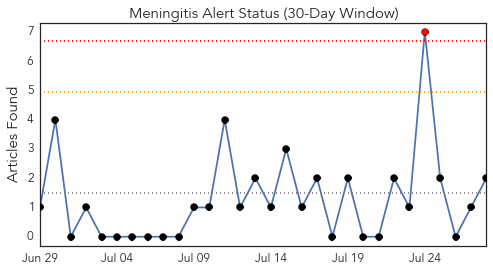 Meningitis Alert Status (30-Day Window)
7
6
5
4
3
2
1
0
Articles Found
Jun 29
Jul 04
Jul 09
Jul 14
Jul 19
Jul 24